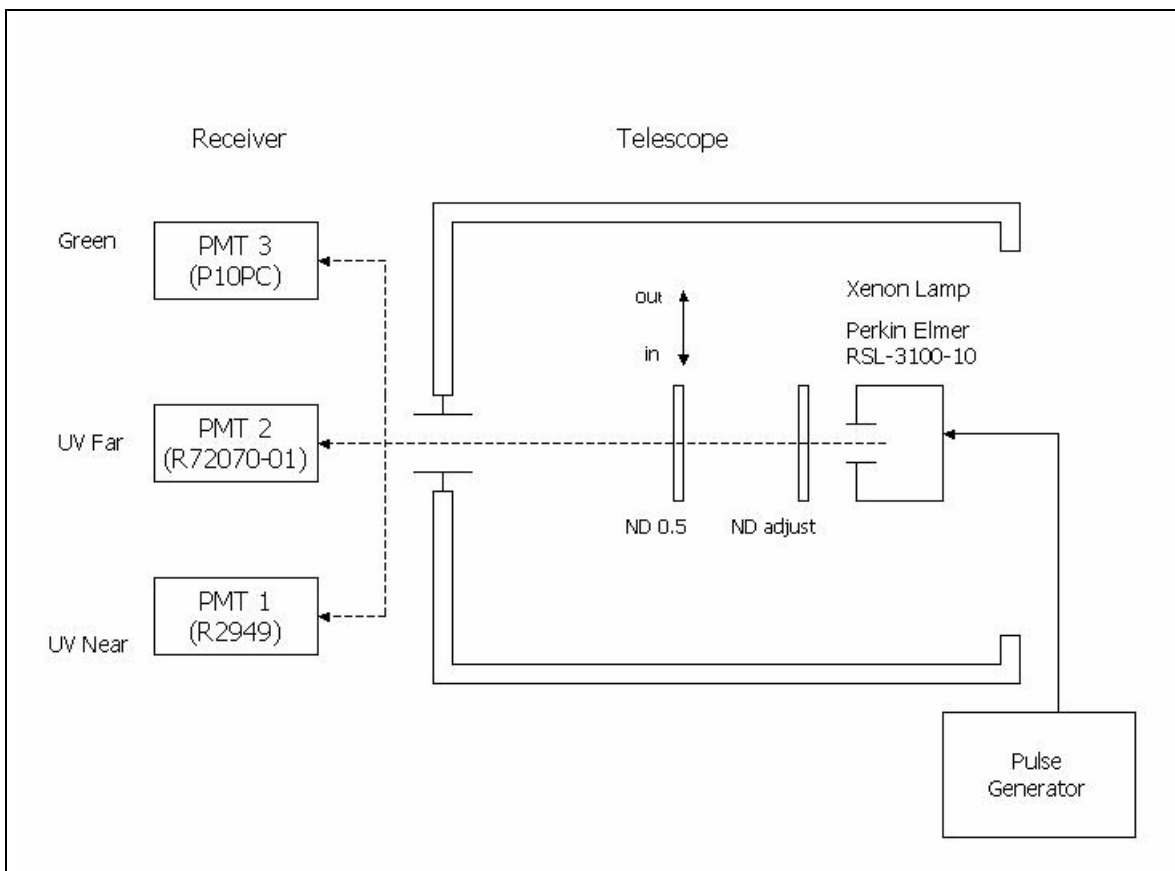 Receiver
Telescope
Green
PMT 3
(P10PC)
out
in
Xenon Lamp
Perkin Elmer
RSL-3100-10
UV Far
PMT 2
(R72070-01)
ND 0.5
ND adjust
UV Near
PMT 1
(R2949)
Pulse
Generator